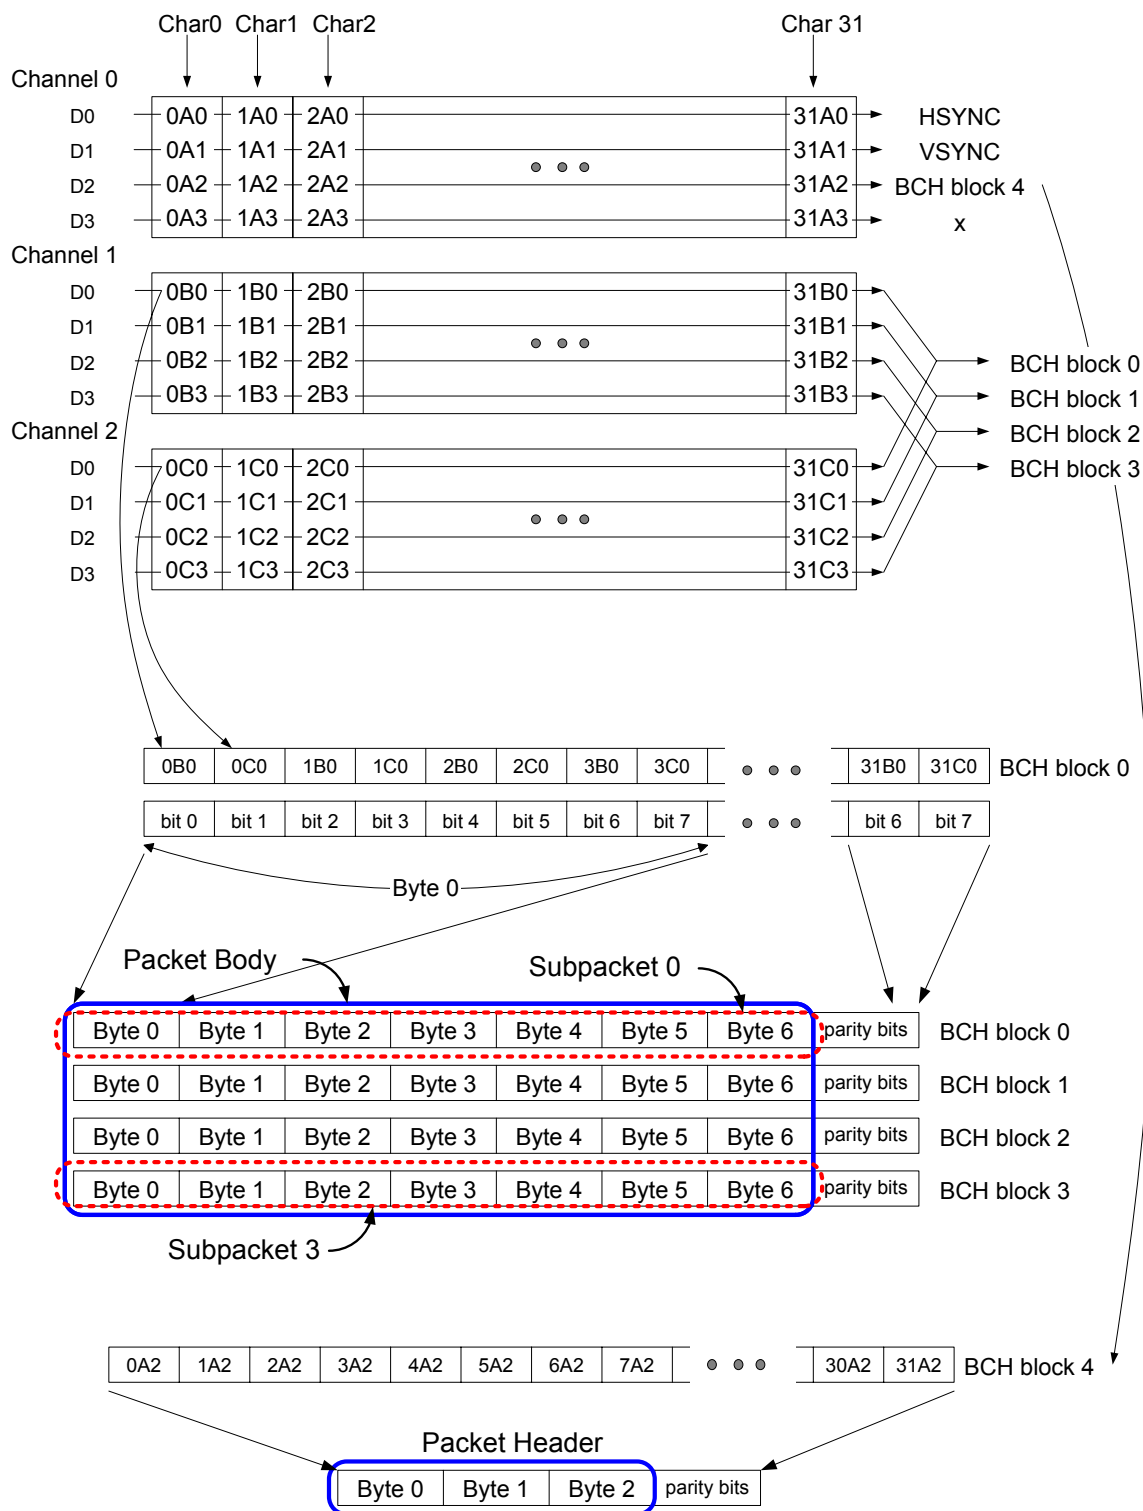 Char0 Char1 Char2 Char 31
Channel 0
D0 0A0 1A0 2A0 31A0 HSYNC
D1 0A1 1A1 2A1 31A1 VSYNC
D2 0A2 1A2 2A2 31A2 BCH block 4
D3 0A3 1A3 2A3 31A3 x
Channel 1
D0 0B0 1B0 2B0 31B0
D1 0B1 1B1 2B1 31B1
D2 0B2 1B2 2B2 31B2 BCH block 0
D3 0B3 1B3 2B3 31B3 BCH block 1
Channel 2 BCH block 2
D0 0C0 1C0 2C0 31C0 BCH block 3
D1 0C1 1C1 2C1 31C1
D2 0C2 1C2 2C2 31C2
D3 0C3 1C3 2C3 31C3
0B0 0C0 1B0 1C0 2B0 2C0 3B0 3C0 31B0 31C0 BCH block 0
bit 0 bit 1 bit 2 bit 3 bit 4 bit 5 bit 6 bit 7 bit 6 bit 7
Byte 0
Packet Body Subpacket 0
Byte 0 Byte 1 Byte 2 Byte 3 Byte 4 Byte 5 Byte 6 parity bits BCH block 0
Byte 0 Byte 1 Byte 2 Byte 3 Byte 4 Byte 5 Byte 6 parity bits BCH block 1
Byte 0 Byte 1 Byte 2 Byte 3 Byte 4 Byte 5 Byte 6 parity bits BCH block 2
Byte 0 Byte 1 Byte 2 Byte 3 Byte 4 Byte 5 Byte 6 parity bits BCH block 3
Subpacket 3
0A2 1A2 2A2 3A2 4A2 5A2 6A2 7A2 30A2 31A2 BCH block 4
Packet Header
Byte 0 Byte 1 Byte 2 parity bits